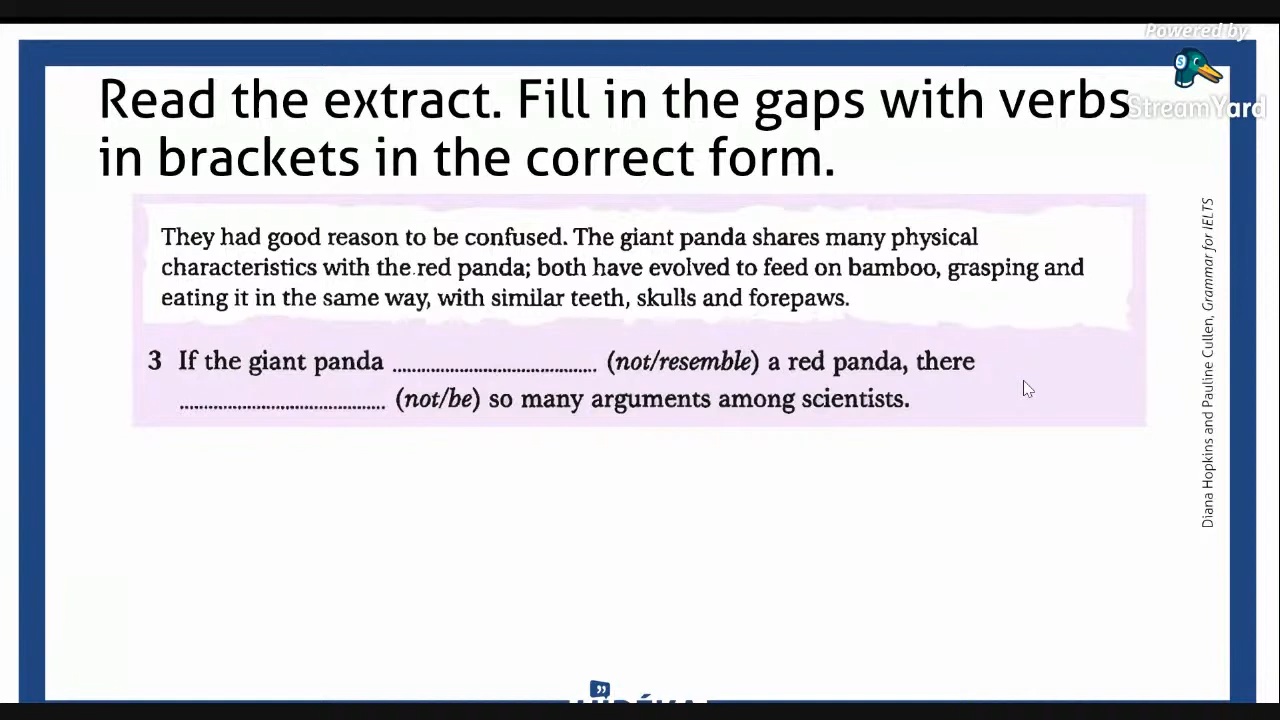 Powered by
StreamYard
Read the extract. Fill in the gaps with verbs
in brackets in the correct form.
They had good reason to be confused. The giant panda shares many physical
characteristics with the red panda; both have evolved to feed on bamboo, grasping and
eating it in the same way, with similar teeth, skulls and forepaws.
3 If the giant panda ........................................ (not/resemble) a red panda, there
........................................ (not/be) so many arguments among scientists.
Diana Hopkins and Pauline Cullen, Grammar for IELTS